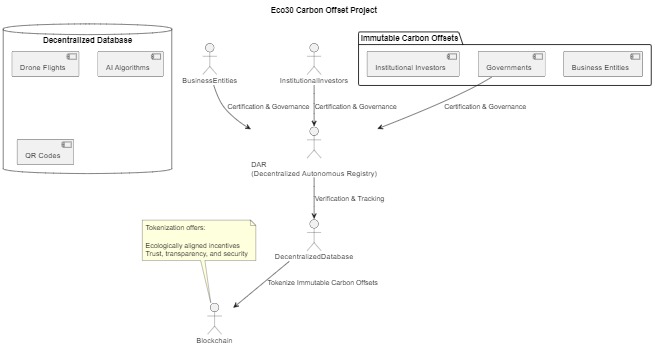 Eco30 Carbon Offset Project
Decentralized Database
Drone Flights
AI Algorithms
QR Codes
BusinessEntities
InstitutionalInvestors
Immutable Carbon Offsets
Institutional Investors
Governments
Business Entities
Certification & Governance
Certification & Governance
Certification & Governance
DAR
(Decentralized Autonomous Registry)
Verification & Tracking
DecentralizedDatabase
Tokenization offers:
Ecologically aligned incentives
Trust, transparency, and security
Tokenize Immutable Carbon Offsets
Blockchain